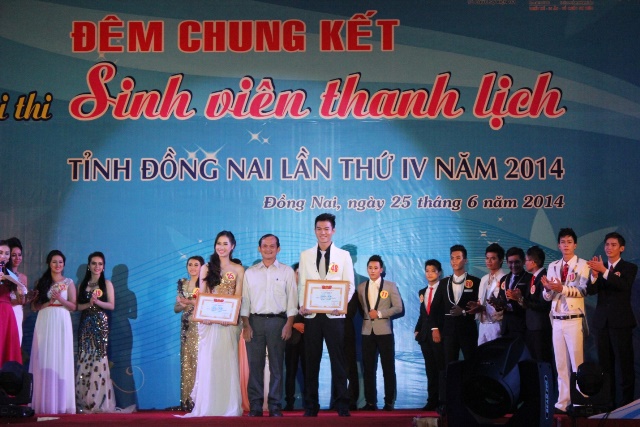 ĐỆM CHUNG KẾT
i thi Sinh viên thanh lịch
TỈNH ĐỒNG NAI LẦN THỨ IV NĂM 2014
Đồng Nai, ngày 25 tháng 6 năm 2014